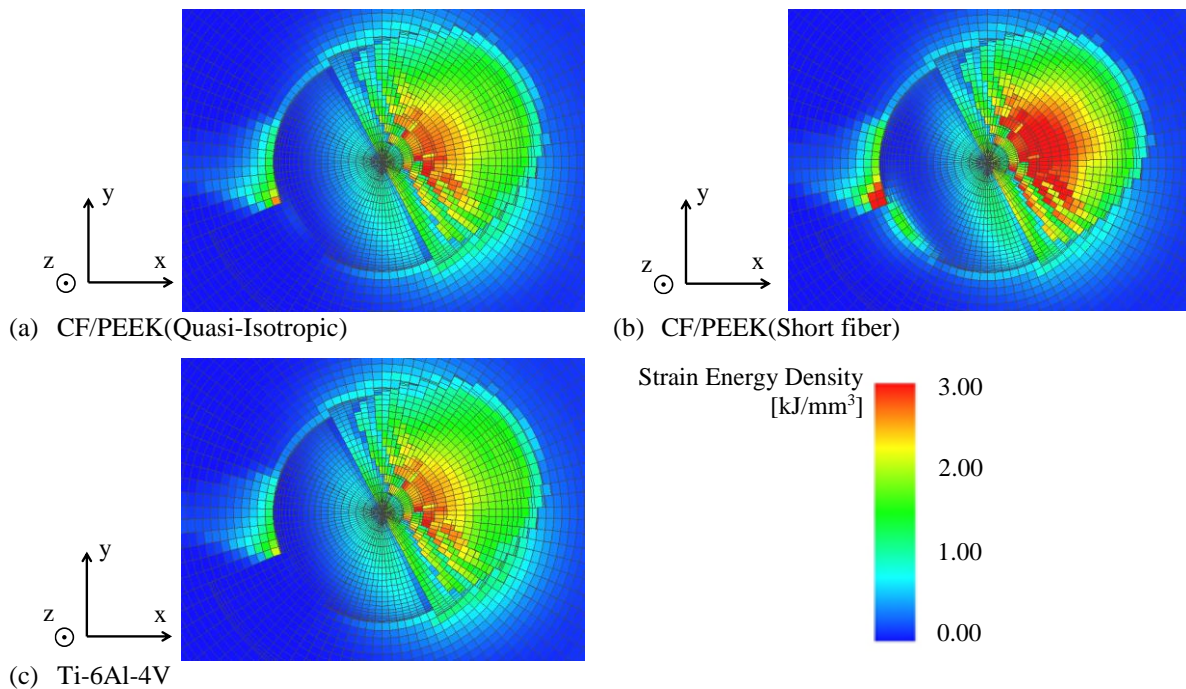 y
z
x
(a) CF/PEEK(Quasi-Isotropic)
y
z
x
(b) CF/PEEK(Short fiber)
y
z
x
(c) Ti-6Al-4V
Strain Energy Density
[kJ/mm³]
3.00
2.00
1.00
0.00